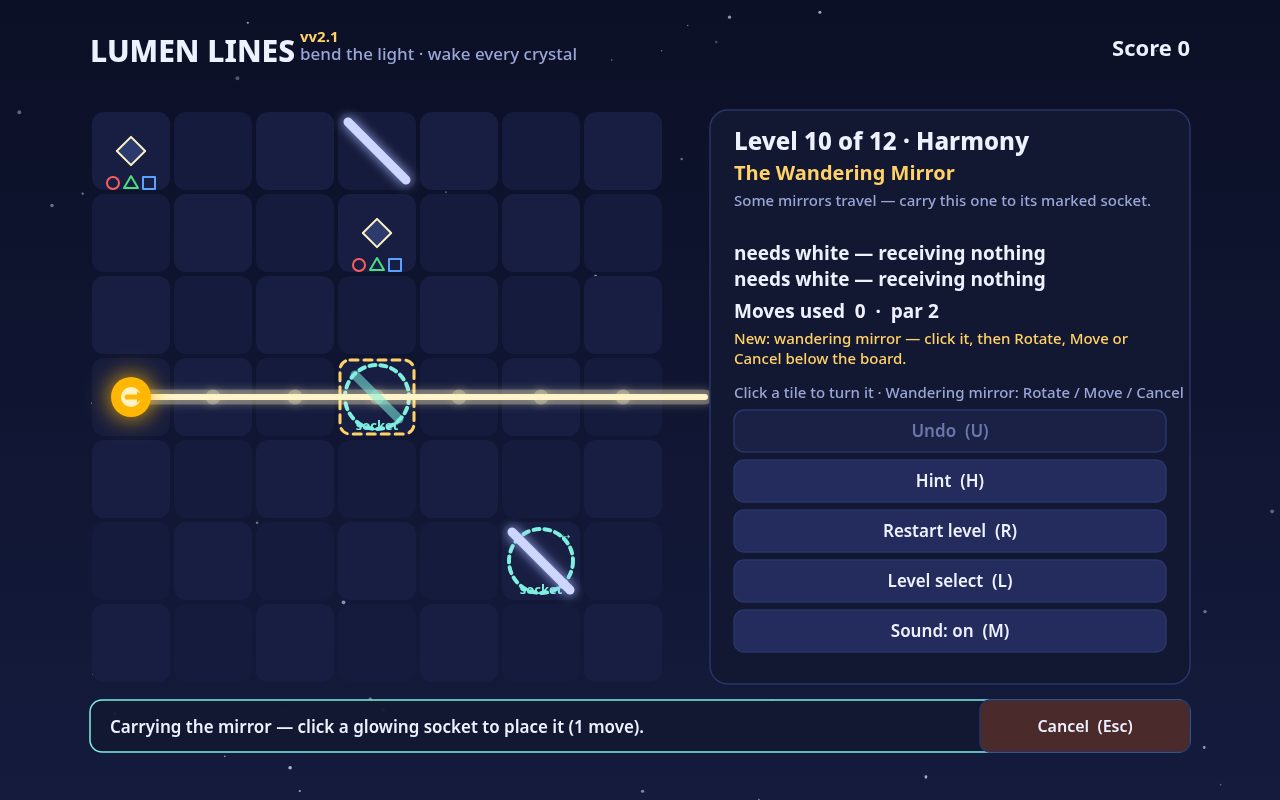 LUMEN LINES
vv2.1
bend the light · wake every crystal
Score 0
Level 10 of 12 · Harmony
The Wandering Mirror
Some mirrors travel — carry this one to its marked socket.
needs white — receiving nothing
needs white — receiving nothing
Moves used 0 · par 2
New: wandering mirror — click it, then Rotate, Move or
Cancel below the board.
Click a tile to turn it · Wandering mirror: Rotate / Move / Cancel
socket
Undo (U)
Hint (H)
Restart level (R)
Level select (L)
socket
Sound: on (M)
Carrying the mirror — click a glowing socket to place it (1 move).
Cancel (Esc)